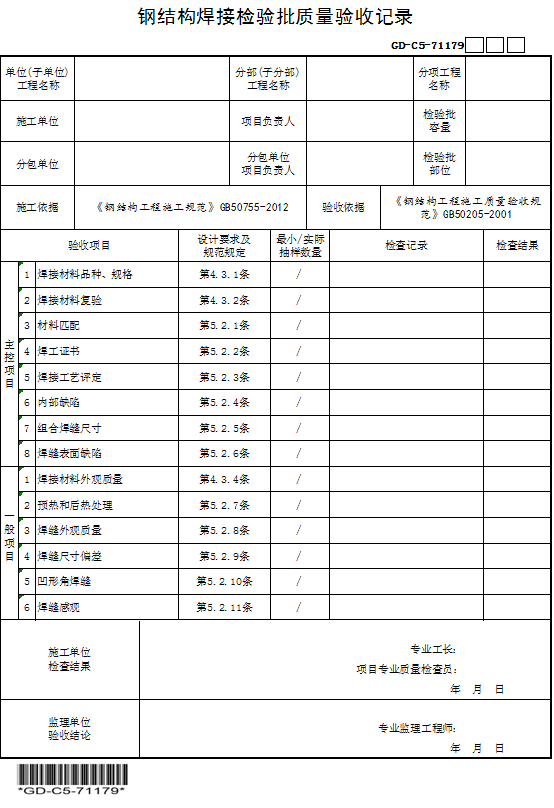 钢结构焊接检验批质量验收记录
GD-C5-71179
单位(子单位)
工程名称
分部(子分部)
工程名称
分项工程
名称
施工单位
项目负责人
检验批
容量
分包单位
分包单位
项目负责人
检验批
部位
施工依据
《钢结构工程施工规范》GB50755-2012
验收依据
《钢结构工程施工质量验收规
范》GB50205-2001
验收项目
设计要求及
规范规定
最小/实际
抽样数量
检查记录
检查结果
主控项目
1 焊接材料品种、规格 第4.3.1条 /
2 焊接材料复验 第4.3.2条 /
3 材料匹配 第5.2.1条 /
4 焊工证书 第5.2.2条 /
5 焊接工艺评定 第5.2.3条 /
6 内部缺陷 第5.2.4条 /
7 组合焊缝尺寸 第5.2.5条 /
8 焊缝表面缺陷 第5.2.6条 /
一般项目
1 焊接材料外观质量 第4.3.4条 /
2 预热和后热处理 第5.2.7条 /
3 焊缝外观质量 第5.2.8条 /
4 焊缝尺寸偏差 第5.2.9条 /
5 凹形角焊缝 第5.2.10条 /
6 焊缝感观 第5.2.11条 /
施工单位
检查结果
专业工长:
项目专业质量检查员:
年 月 日
监理单位
验收结论
专业监理工程师:
年 月 日
*GD-C5-71179*